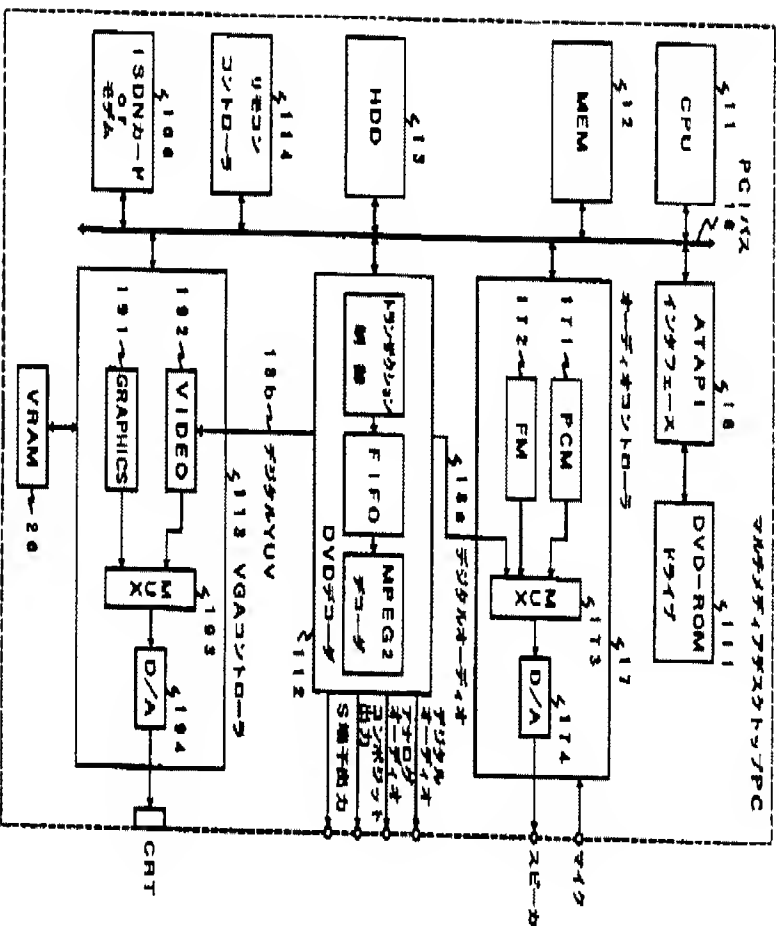 マルチメディアデスクトップPC
CPU
11
MEM
12
HDD
13
リモコン
コントローラ
114
ISDNカード
or
モデム
PCIバス
ATAPI
インタフェース
DVD-ROM
ドライブ
111
オーディオコントローラ
17
171
PCM
172
FM
MUX
173
D/A
174
マイク
スピーカ
デジタルオーディオ
トランザクション
制御
FIFO
MPEG2
デコーダ
DVDデコーダ
112
デジタル
オーディオ
アナログ
オーディオ
コンポジット
出力
S端子出力
デジタルYUV
VGAコントローラ
192
VIDEO
191
GRAPHICS
MUX
193
D/A
194
CRT
VRAM